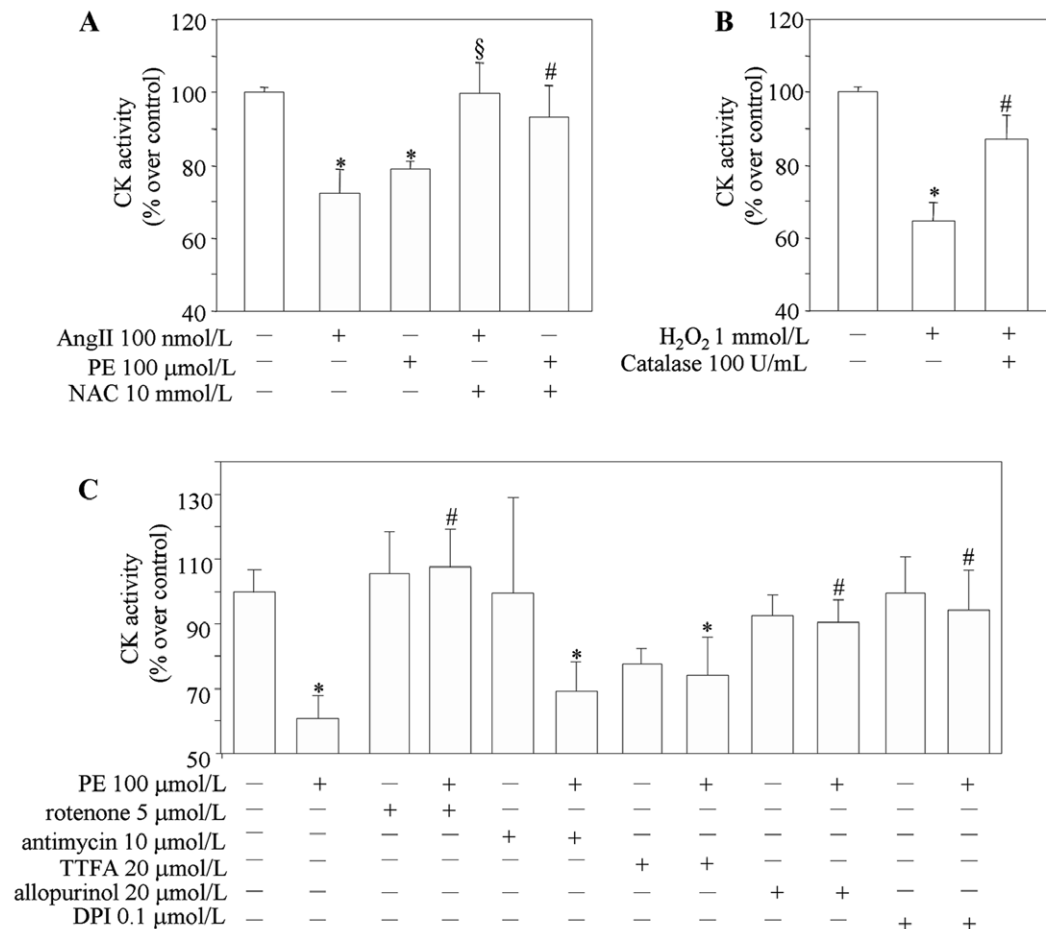 A
CK activity
(% over control)
120
100
80
60
40
* * § #
AngII 100 nmol/L — + — + —
PE 100 μmol/L — — + — +
NAC 10 mmol/L — — — + +
B
CK activity
(% over control)
120
100
80
60
40
* #
H₂O₂ 1 mmol/L — + +
Catalase 100 U/mL — — +
C
CK activity
(% over control)
130
110
90
70
50
* # * * # #
PE 100 μmol/L — + — + — + — + — + — +
rotenone 5 μmol/L — — + + — — — — — — — —
antimycin 10 μmol/L — — — — + + — — — — — —
TTFA 20 μmol/L — — — — — — + + — — — —
allopurinol 20 μmol/L — — — — — — — — + + — —
DPI 0.1 μmol/L — — — — — — — — — — + +